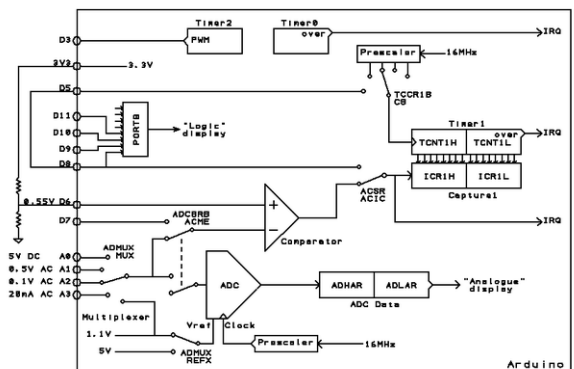 Timer2
Timer0
D3
PWM
over
IRQ
3V3
3.3V
Prescaler
16MHz
D5
TCCR1B
CS
D11
D10
D9
D8
PORTB
"Logic"
display
Timer1
over
TCNT1H
TCNT1L
IRQ
ICR1H
ICR1L
Capture1
ACSR
ACIC
0.55V D6
D7
ADCSRB
ACME
+
−
Comparator
IRQ
5V DC A0
0.5V AC A1
0.1V AC A2
20mA AC A3
ADMUX
MUX
ADC
ADHAR
ADLAR
ADC Data
"Analogue"
display
Multiplexer
Vref
Clock
1.1V
5V
ADMUX
REFX
Prescaler
16MHz
Arduino